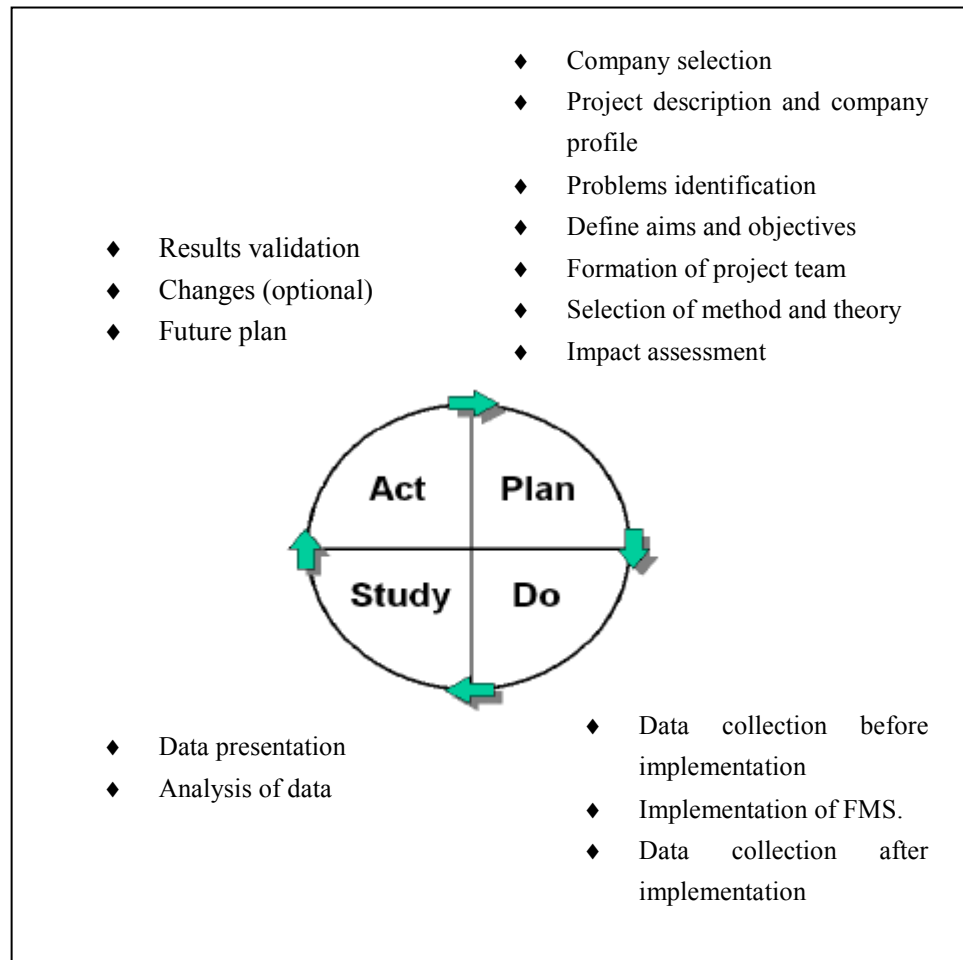 ♦ Company selection
♦ Project description and company
profile
♦ Problems identification
♦ Define aims and objectives
♦ Formation of project team
♦ Selection of method and theory
♦ Impact assessment
♦ Results validation
♦ Changes (optional)
♦ Future plan
Act Plan
Study Do
♦ Data presentation
♦ Analysis of data
♦ Data collection before
implementation
♦ Implementation of FMS.
♦ Data collection after
implementation